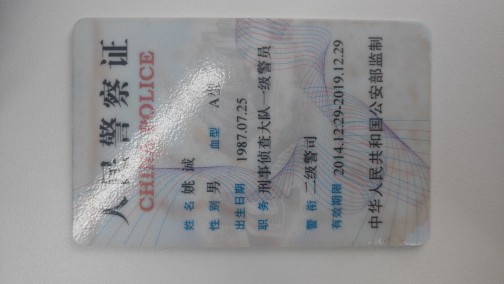 人民警察证
CHINA POLICE
姓 名 姚 诚
性 别 男 血型 A型
出生日期 1987.07.25
职 务 刑事侦查大队一级警员
警 衔 二级警司
有效期限 2014.12.29-2019.12.29
中华人民共和国公安部监制